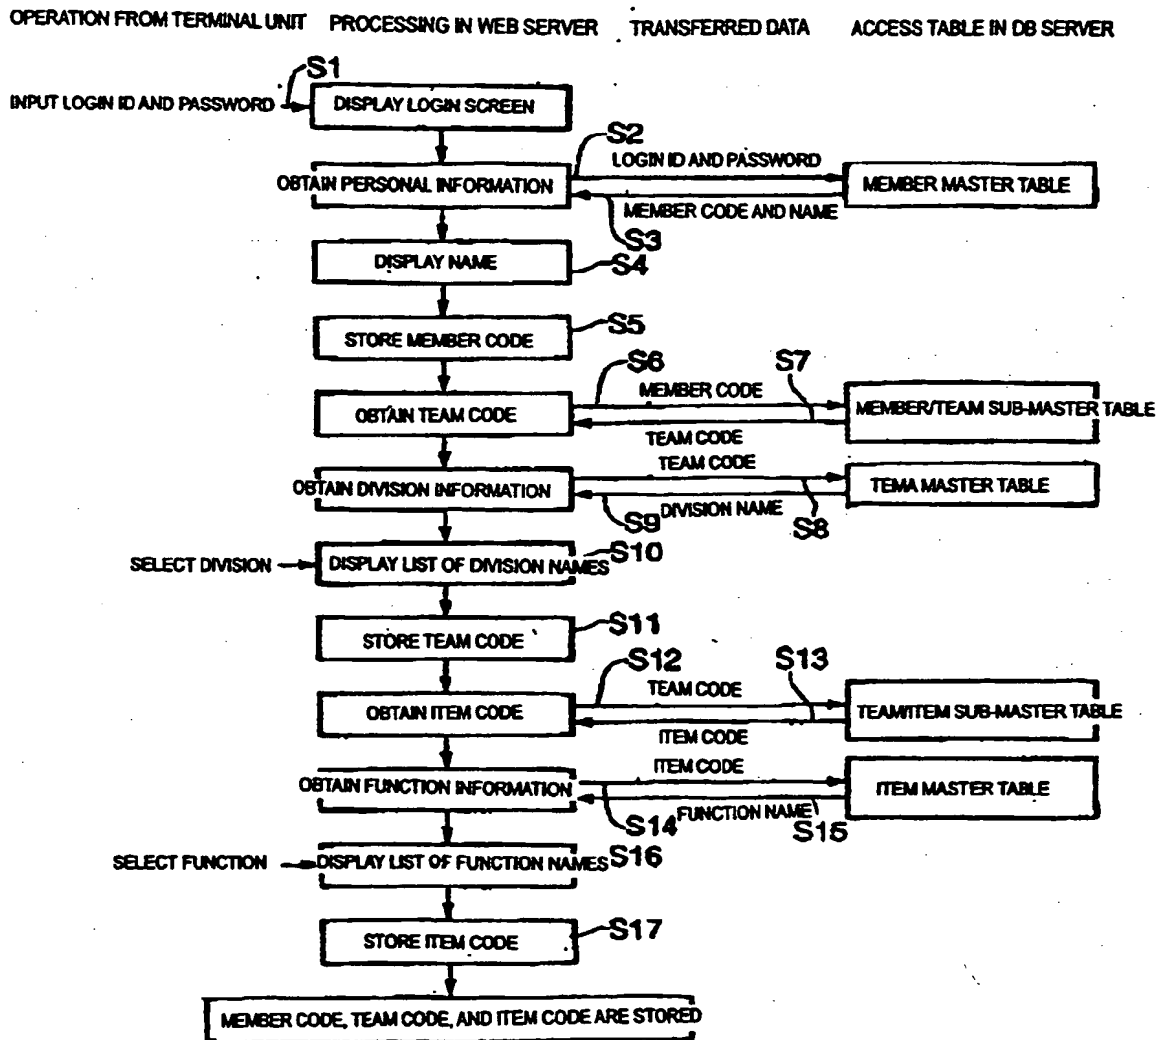 OPERATION FROM TERMINAL UNIT PROCESSING IN WEB SERVER TRANSFERRED DATA ACCESS TABLE IN DB SERVER
S1
INPUT LOGIN ID AND PASSWORD DISPLAY LOGIN SCREEN
S2
LOGIN ID AND PASSWORD
OBTAIN PERSONAL INFORMATION MEMBER MASTER TABLE
MEMBER CODE AND NAME
S3
DISPLAY NAME S4
STORE MEMBER CODE S5
S6 S7
MEMBER CODE
OBTAIN TEAM CODE MEMBER/TEAM SUB-MASTER TABLE
TEAM CODE
TEAM CODE
OBTAIN DIVISION INFORMATION TEMA MASTER TABLE
DIVISION NAME
S9 S8
SELECT DIVISION DISPLAY LIST OF DIVISION NAMES S10
STORE TEAM CODE S11
S12 S13
TEAM CODE
OBTAIN ITEM CODE TEAM/ITEM SUB-MASTER TABLE
ITEM CODE
ITEM CODE
OBTAIN FUNCTION INFORMATION ITEM MASTER TABLE
FUNCTION NAME
S14 S15
SELECT FUNCTION DISPLAY LIST OF FUNCTION NAMES S16
STORE ITEM CODE S17
MEMBER CODE, TEAM CODE, AND ITEM CODE ARE STORED